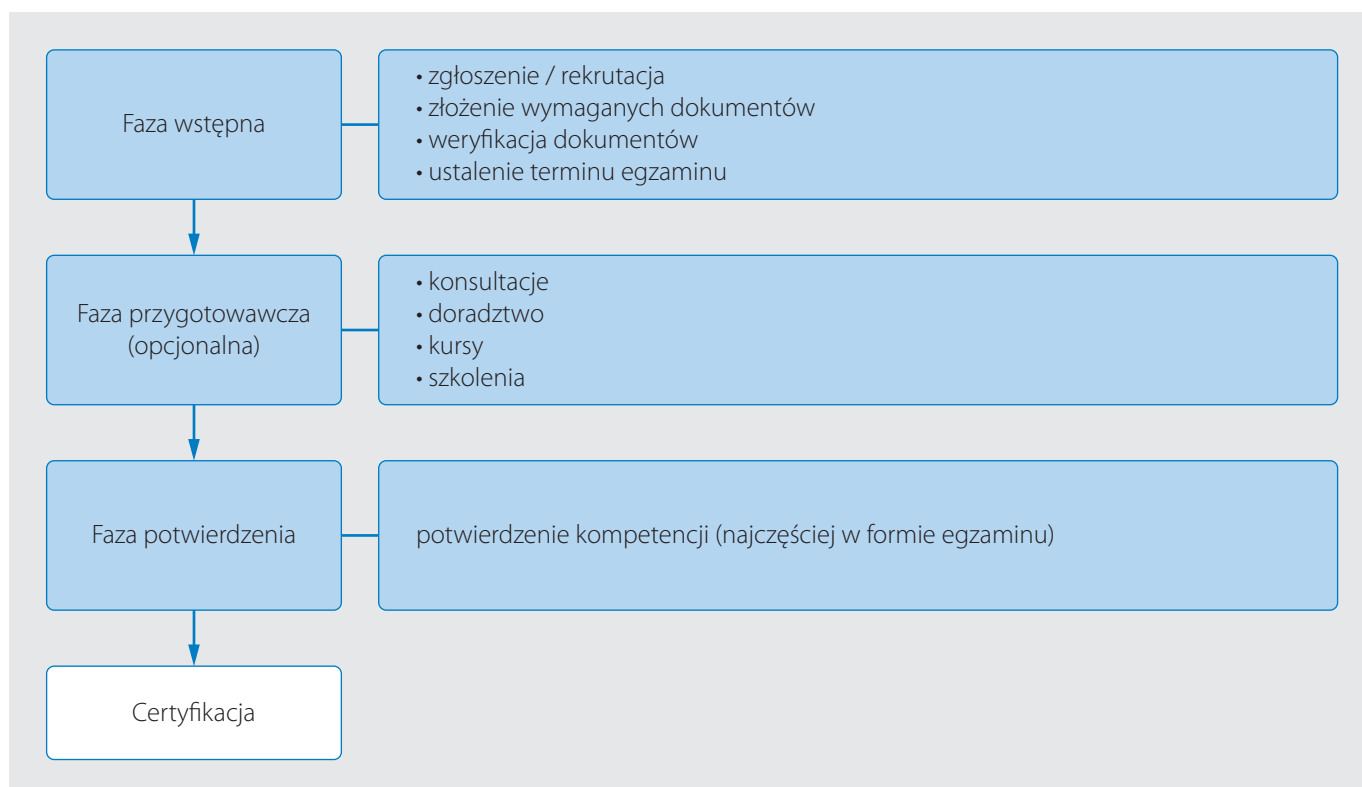 Faza wstępna
• zgłoszenie / rekrutacja
• złożenie wymaganych dokumentów
• weryfikacja dokumentów
• ustalenie terminu egzaminu
Faza przygotowawcza
(opcjonalna)
• konsultacje
• doradztwo
• kursy
• szkolenia
Faza potwierdzenia
potwierdzenie kompetencji (najczęściej w formie egzaminu)
Certyfikacja